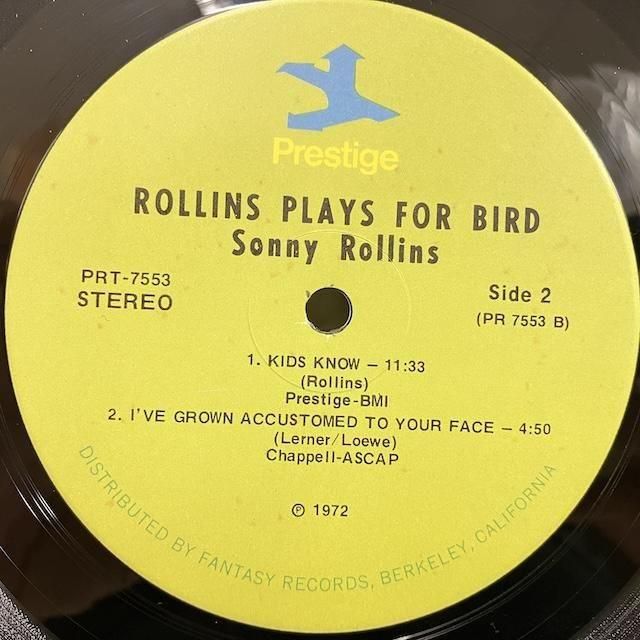 Prestige
ROLLINS PLAYS FOR BIRD
Sonny Rollins
PRT-7553
STEREO
Side 2
(PR 7553 B)
1. KIDS KNOW — 11:33
(Rollins)
Prestige-BMI
2. I'VE GROWN ACCUSTOMED TO YOUR FACE — 4:50
(Lerner/Loewe)
Chappell-ASCAP
℗ 1972
DISTRIBUTED BY FANTASY RECORDS, BERKELEY, CALIFORNIA